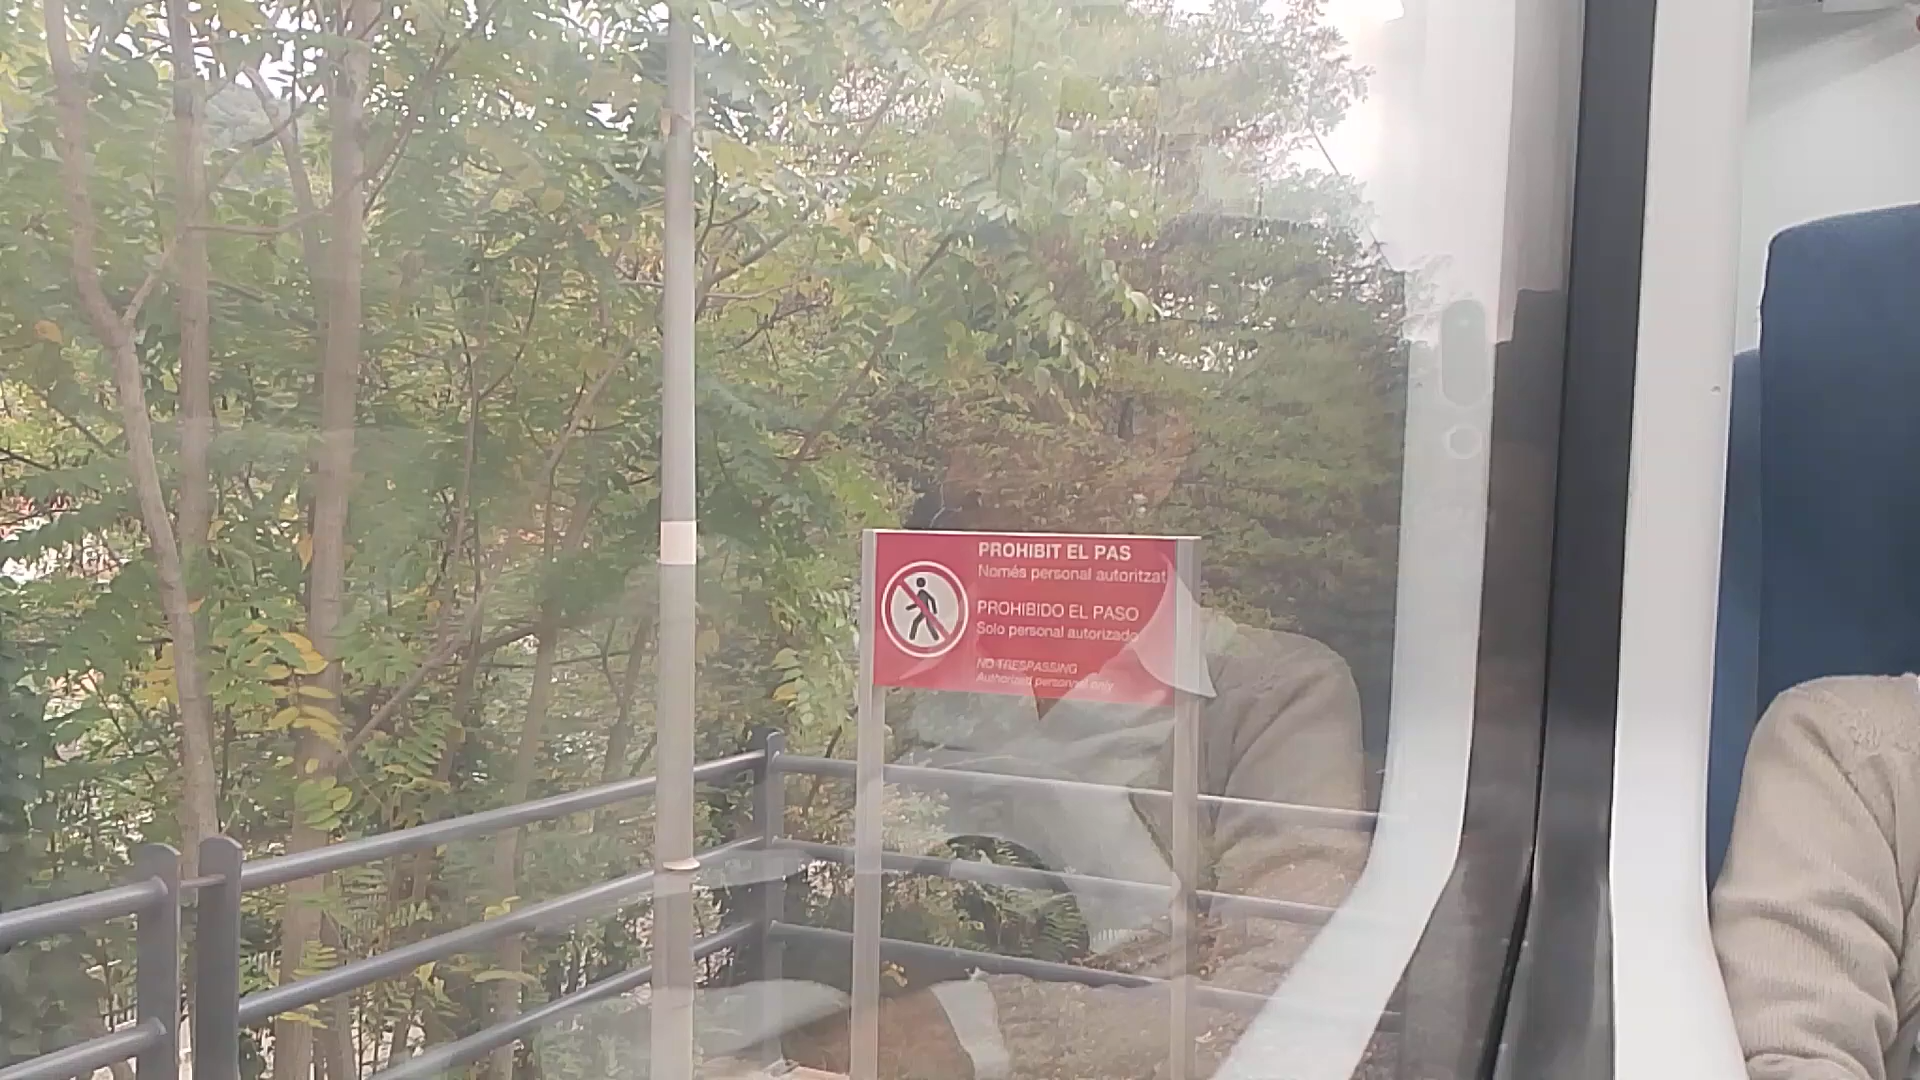 PROHIBIT EL PAS
Només personal autoritzat
PROHIBIDO EL PASO
Solo personal autorizado
NO TRESPASSING
Authorized personnel only